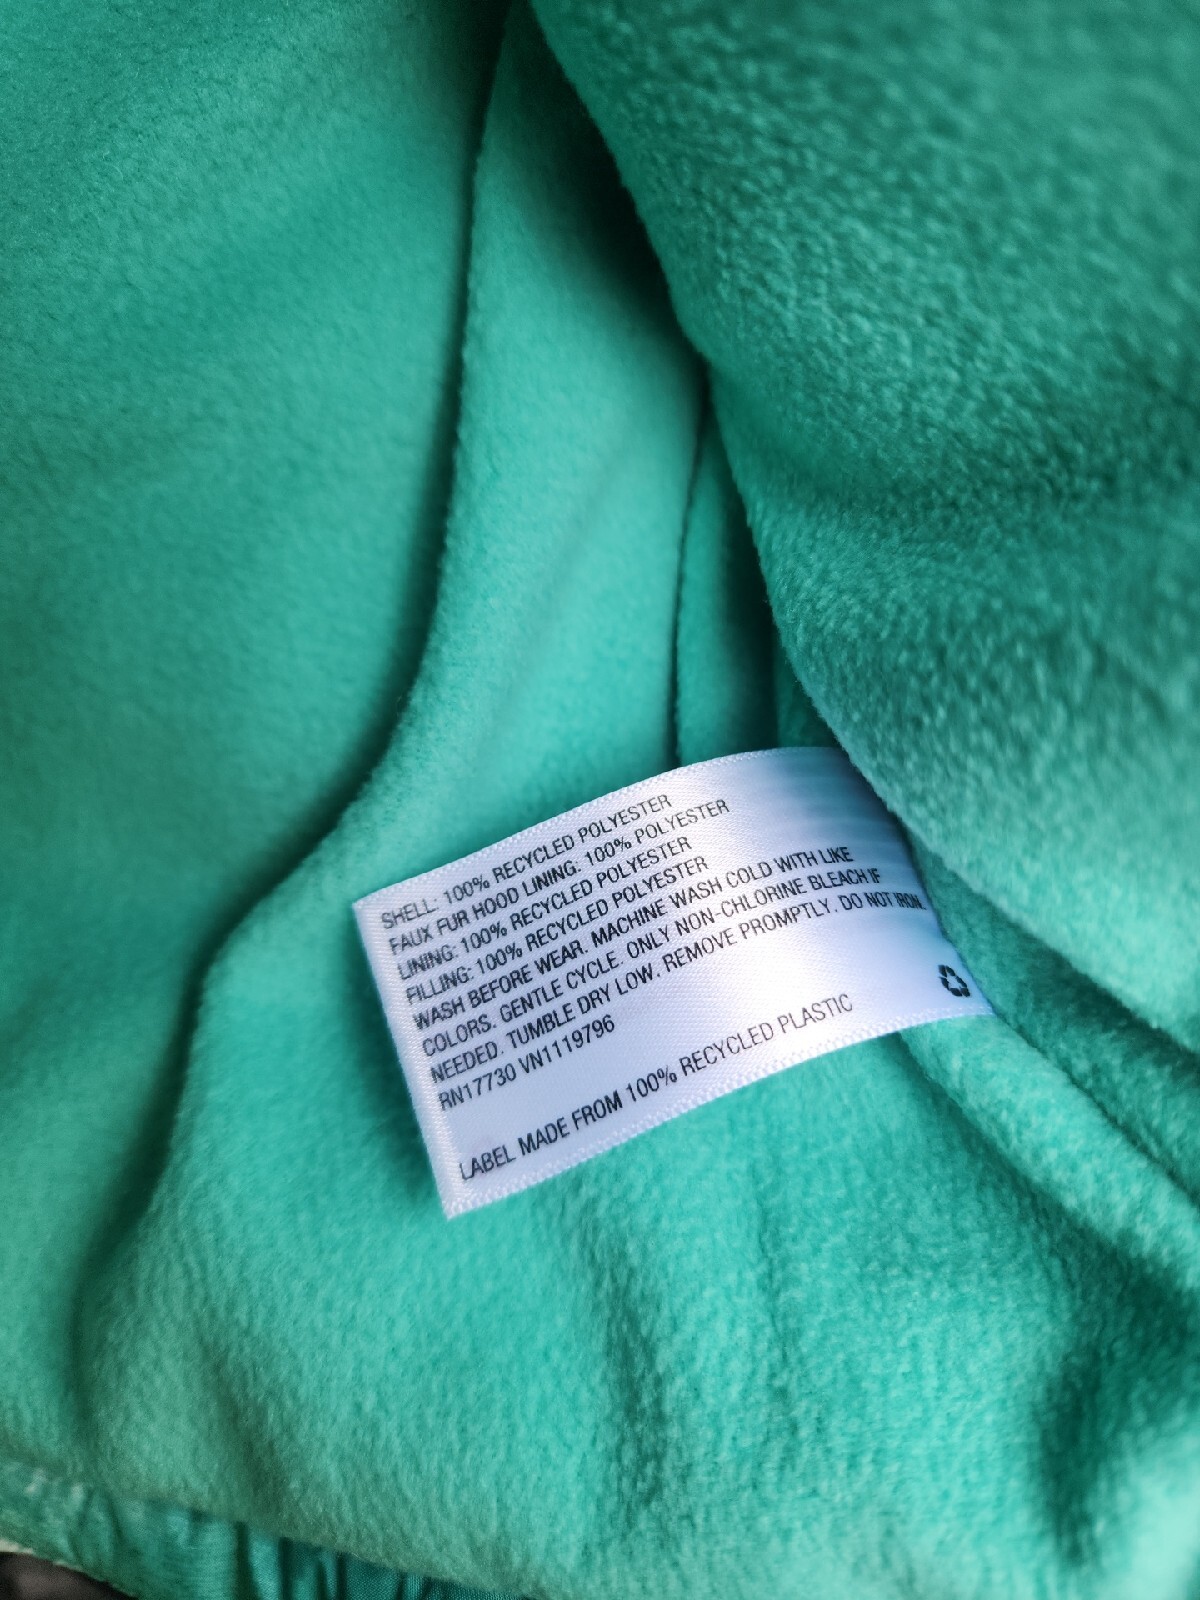 SHELL: 100% RECYCLED POLYESTER
FAUX FUR HOOD LINING: 100% POLYESTER
LINING: 100% RECYCLED POLYESTER
FILLING: 100% RECYCLED POLYESTER
WASH BEFORE WEAR. MACHINE WASH COLD WITH LIKE
COLORS. GENTLE CYCLE. ONLY NON-CHLORINE BLEACH IF
NEEDED. TUMBLE DRY LOW. REMOVE PROMPTLY. DO NOT IRON.
RN17730 VN1119796
LABEL MADE FROM 100% RECYCLED PLASTIC